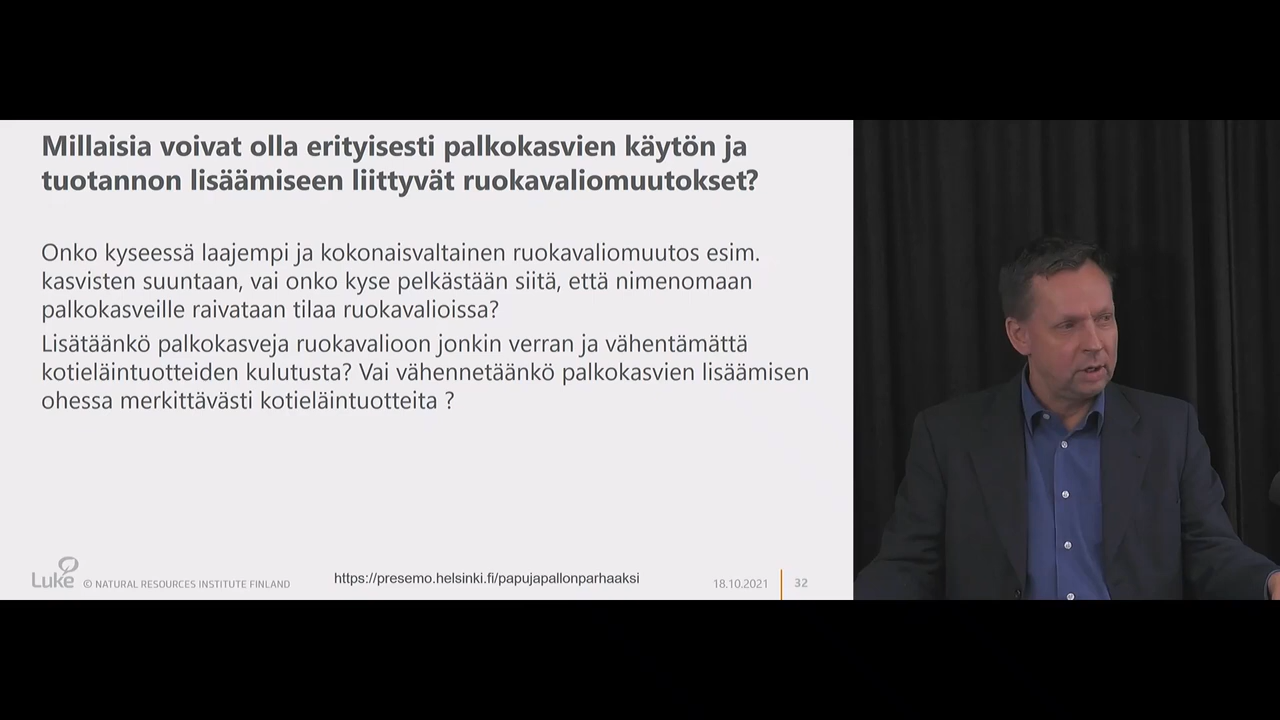 Millaisia voivat olla erityisesti palkokasvien käytön ja
tuotannon lisäämiseen liittyvät ruokavaliomuutokset?
Onko kyseessä laajempi ja kokonaisvaltainen ruokavaliomuutos esim.
kasvisten suuntaan, vai onko kyse pelkästään siitä, että nimenomaan
palkokasveille raivataan tilaa ruokavalioissa?
Lisätäänkö palkokasveja ruokavalioon jonkin verran ja vähentämättä
kotieläintuotteiden kulutusta? Vai vähennetäänkö palkokasvien lisäämisen
ohessa merkittävästi kotieläintuotteita ?
Luke © NATURAL RESOURCES INSTITUTE FINLAND https://presemo.helsinki.fi/papujapallonparhaaksi 18.10.2021 32